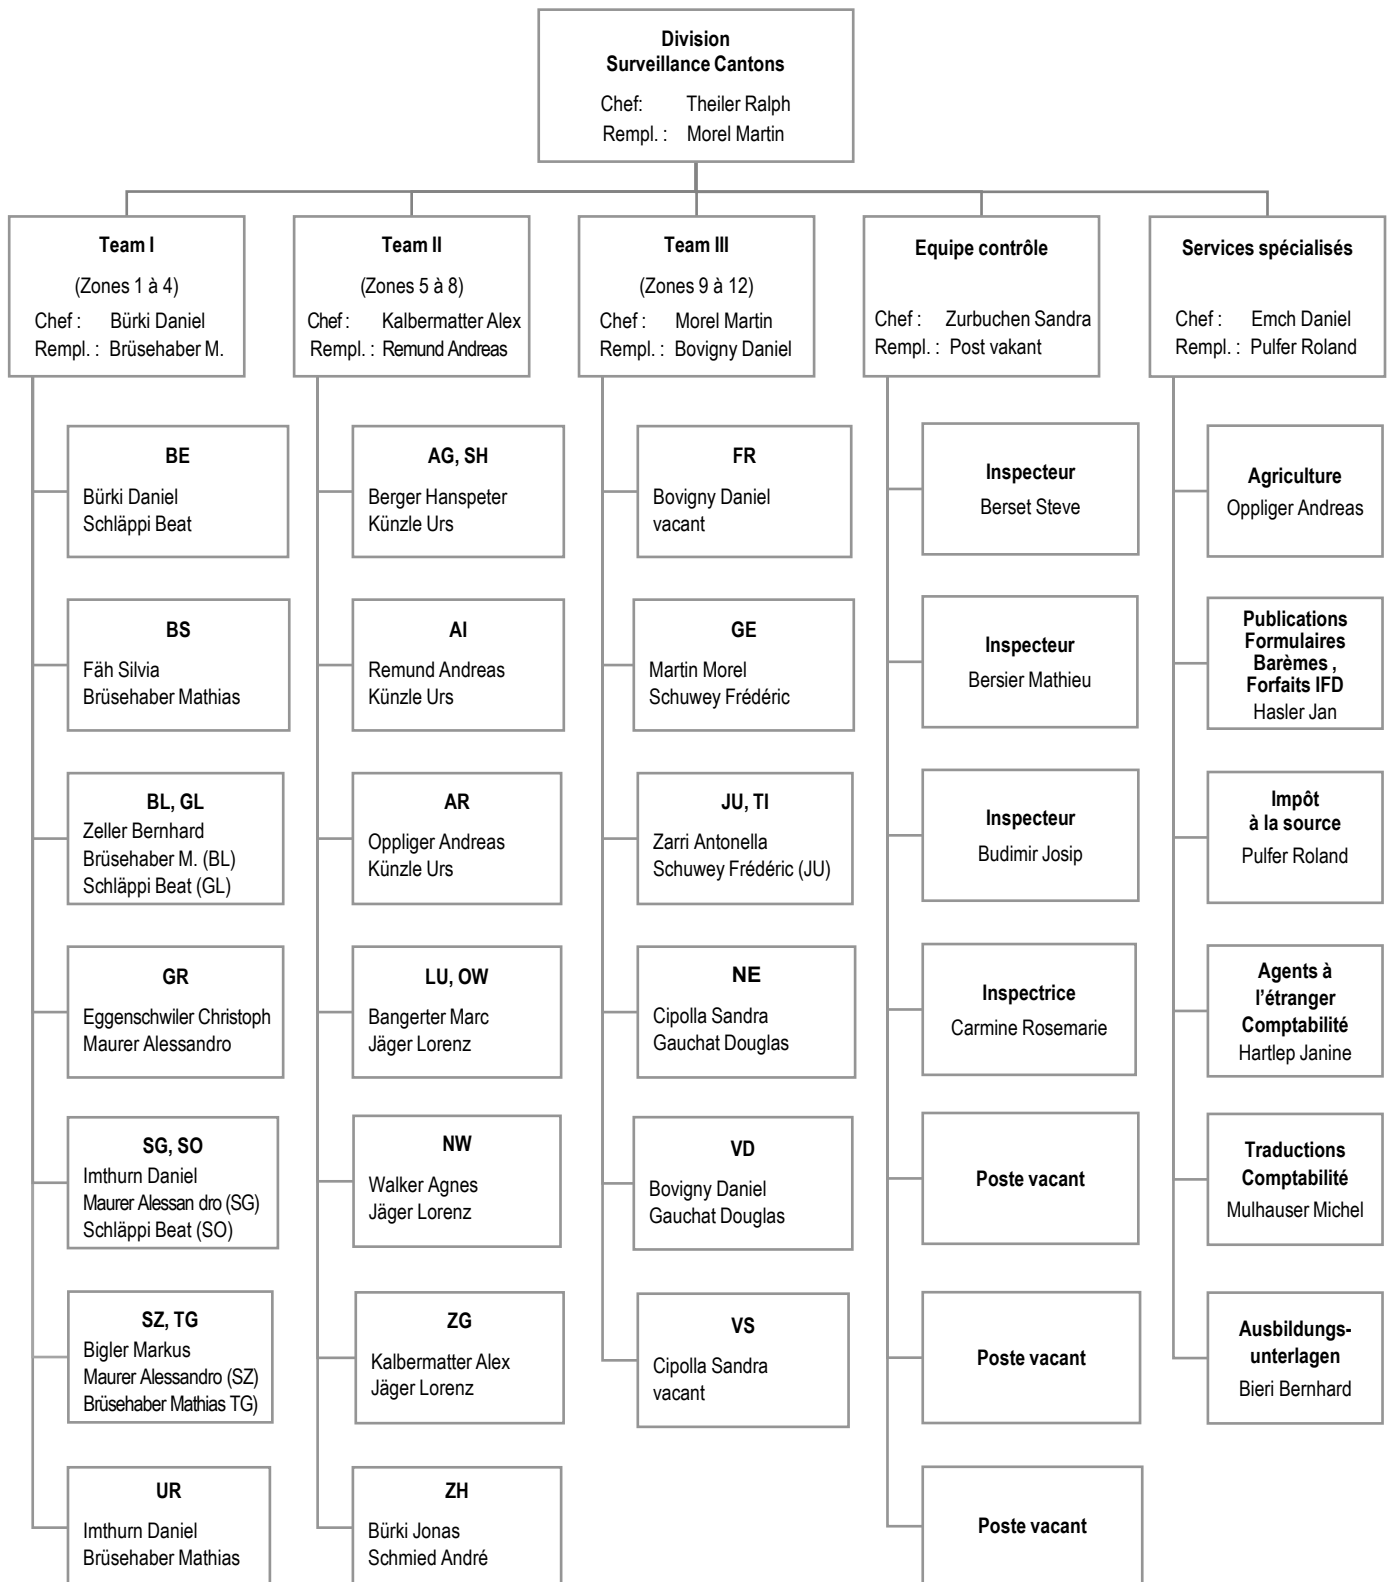 Division
Surveillance Cantons
Chef: Theiler Ralph
Rempl. : Morel Martin
Team I
(Zones 1 à 4)
Chef : Bürki Daniel
Rempl. : Brüsehaber M.
BE
Bürki Daniel
Schläppi Beat
BS
Fäh Silvia
Brüsehaber Mathias
BL, GL
Zeller Bernhard
Brüsehaber M. (BL)
Schläppi Beat (GL)
GR
Eggenschwiler Christoph
Maurer Alessandro
SG, SO
Imthurn Daniel
Maurer Alessan dro (SG)
Schläppi Beat (SO)
SZ, TG
Bigler Markus
Maurer Alessandro (SZ)
Brüsehaber Mathias TG)
UR
Imthurn Daniel
Brüsehaber Mathias
Team II
(Zones 5 à 8)
Chef : Kalbermatter Alex
Rempl. : Remund Andreas
AG, SH
Berger Hanspeter
Künzle Urs
AI
Remund Andreas
Künzle Urs
AR
Oppliger Andreas
Künzle Urs
LU, OW
Bangerter Marc
Jäger Lorenz
NW
Walker Agnes
Jäger Lorenz
ZG
Kalbermatter Alex
Jäger Lorenz
ZH
Bürki Jonas
Schmied André
Team III
(Zones 9 à 12)
Chef : Morel Martin
Rempl. : Bovigny Daniel
FR
Bovigny Daniel
vacant
GE
Martin Morel
Schuwey Frédéric
JU, TI
Zarri Antonella
Schuwey Frédéric (JU)
NE
Cipolla Sandra
Gauchat Douglas
VD
Bovigny Daniel
Gauchat Douglas
VS
Cipolla Sandra
vacant
Equipe contrôle
Chef : Zurbuchen Sandra
Rempl. : Post vakant
Inspecteur
Berset Steve
Inspecteur
Bersier Mathieu
Inspecteur
Budimir Josip
Inspectrice
Carmine Rosemarie
Poste vacant
Poste vacant
Poste vacant
Services spécialisés
Chef : Emch Daniel
Rempl. : Pulfer Roland
Agriculture
Oppliger Andreas
Publications
Formulaires
Barèmes ,
Forfaits IFD
Hasler Jan
Impôt
à la source
Pulfer Roland
Agents à
l'étranger
Comptabilité
Hartlep Janine
Traductions
Comptabilité
Mulhauser Michel
Ausbildungs-
unterlagen
Bieri Bernhard